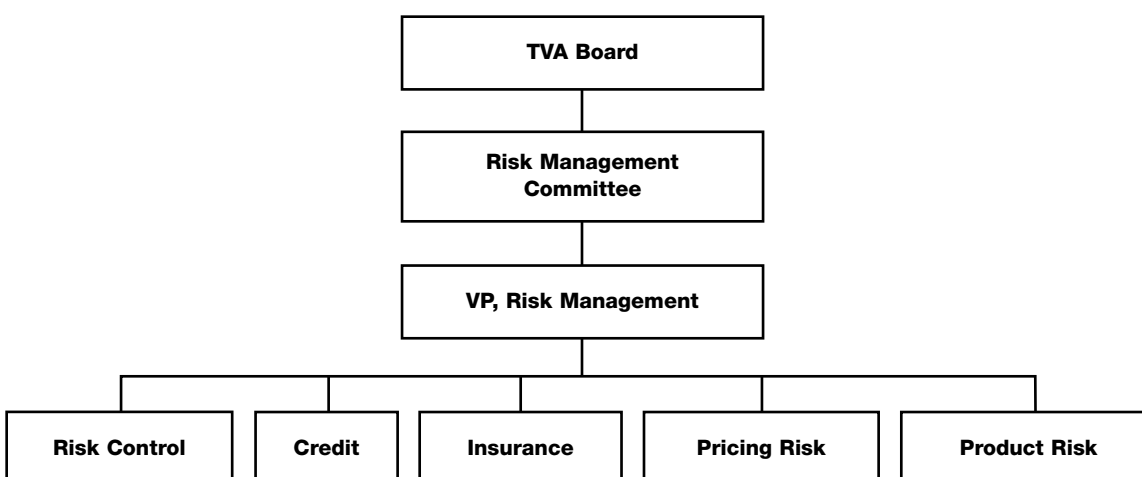 TVA Board
Risk Management
Committee
VP, Risk Management
Risk Control
Credit
Insurance
Pricing Risk
Product Risk